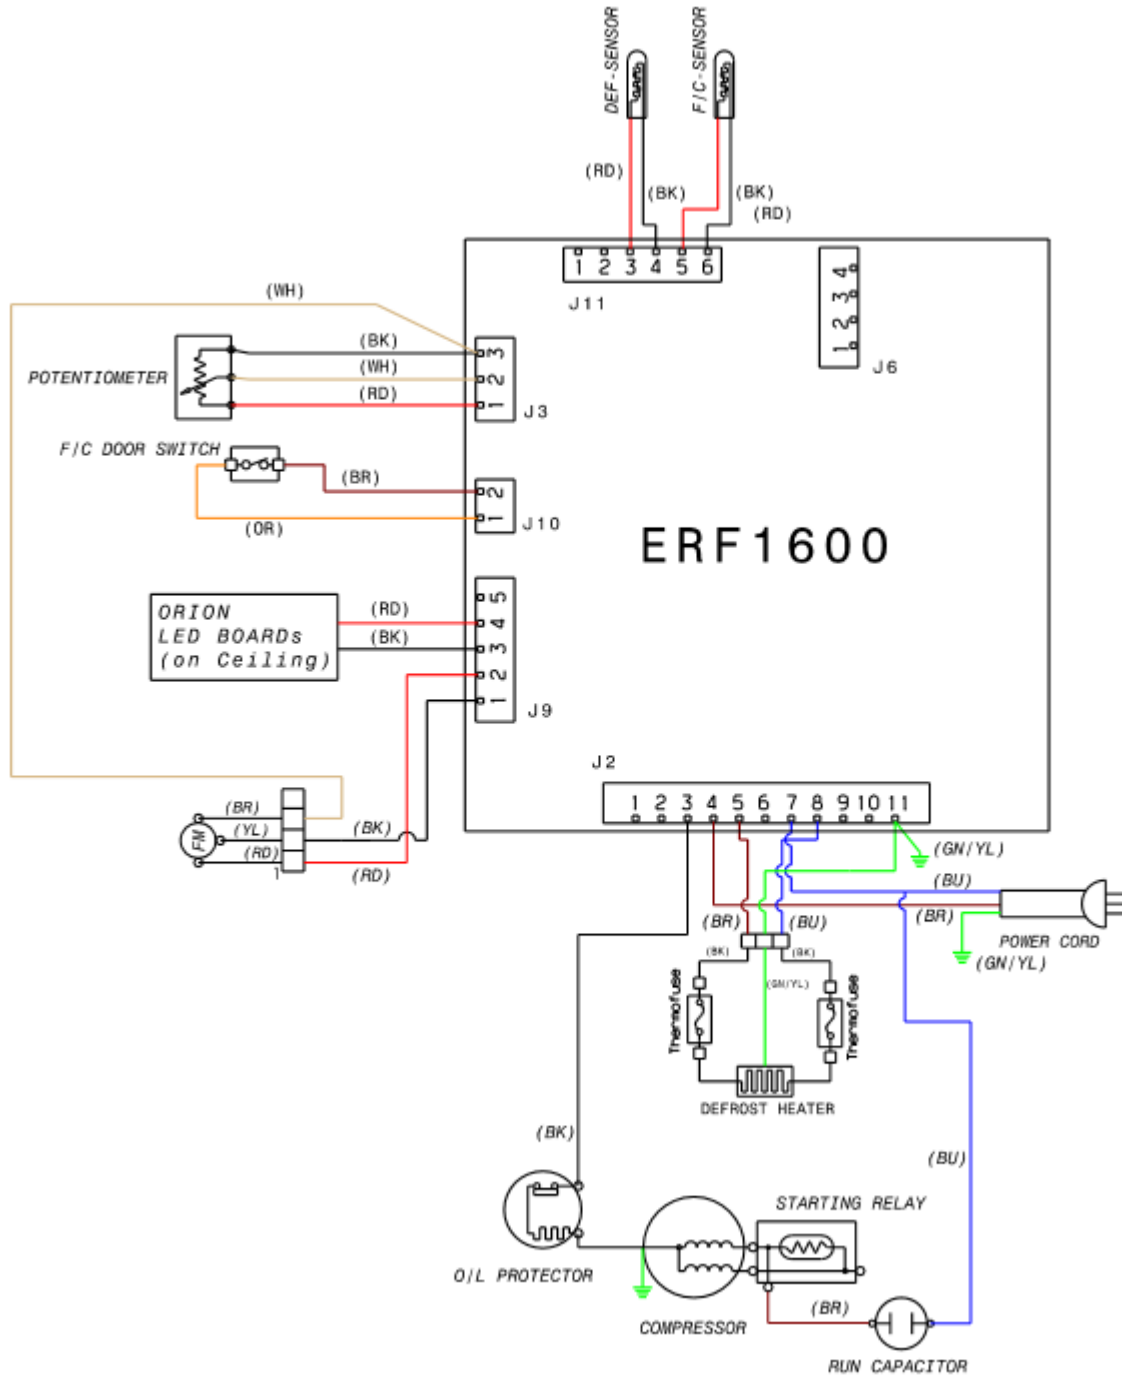 DEF-SENSOR
F/C-SENSOR
(RD)
(BK)
(BK)
(RD)
1 2 3 4 5 6
J11
1 2 3 4
J6
(WH)
POTENTIOMETER
(BK)
(WH)
(RD)
3
2
1
J3
F/C DOOR SWITCH
(BR)
(OR)
2
1
J10
ERF1600
ORION
LED BOARDs
(on Ceiling)
(RD)
(BK)
5
4
3
2
1
J9
J2
1 2 3 4 5 6 7 8 9 10 11
(BR)
(YL)
(RD)
FM
1
(BK)
(RD)
(GN/YL)
(BU)
(BR)
POWER CORD
(GN/YL)
(BR)
(BU)
(BK)
(BK)
(GN/YL)
Thermofuse
Thermofuse
DEFROST HEATER
(BK)
(BU)
O/L PROTECTOR
STARTING RELAY
COMPRESSOR
(BR)
RUN CAPACITOR